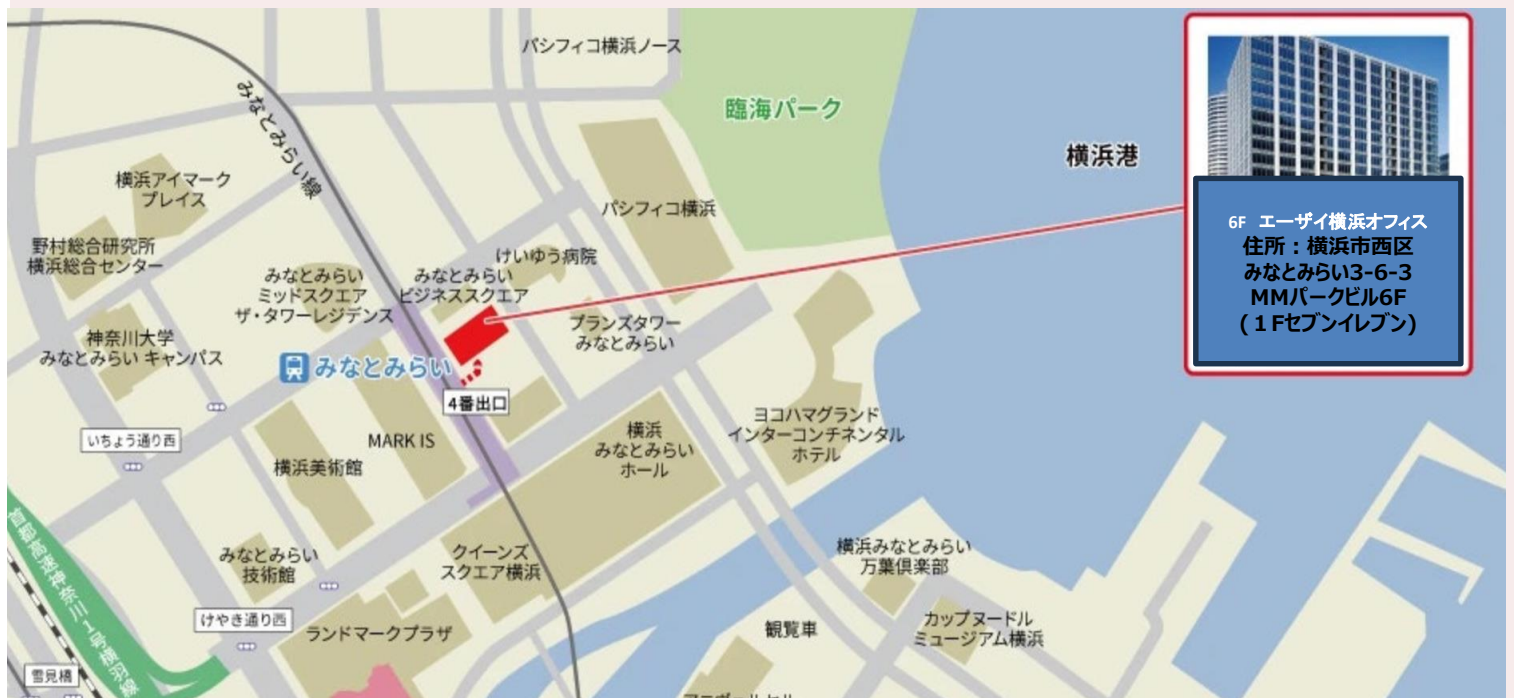 パシフィコ横浜ノース
みなとみらい線
臨海パーク
横浜港
横浜アイマーク
プレイス
パシフィコ横浜
野村総合研究所
横浜総合センター
けいゆう病院
みなとみらい
ミッドスクエア
ザ・タワーレジデンス
みなとみらい
ビジネススクエア
6F エーザイ横浜オフィス
住所：横浜市西区
みなとみらい3-6-3
MMパークビル6F
(１Fセブンイレブン)
ブランズタワー
みなとみらい
神奈川大学
みなとみらい キャンパス
みなとみらい
4番出口
いちょう通り西
MARK IS
横浜美術館
横浜
みなとみらい
ホール
ヨコハマグランド
インターコンチネンタル
ホテル
首都高速神奈川1号横羽線
みなとみらい
技術館
クイーンズ
スクエア横浜
横浜みなとみらい
万葉倶楽部
けやき通り西
ランドマークプラザ
観覧車
カップヌードル
ミュージアム横浜
雪見橋